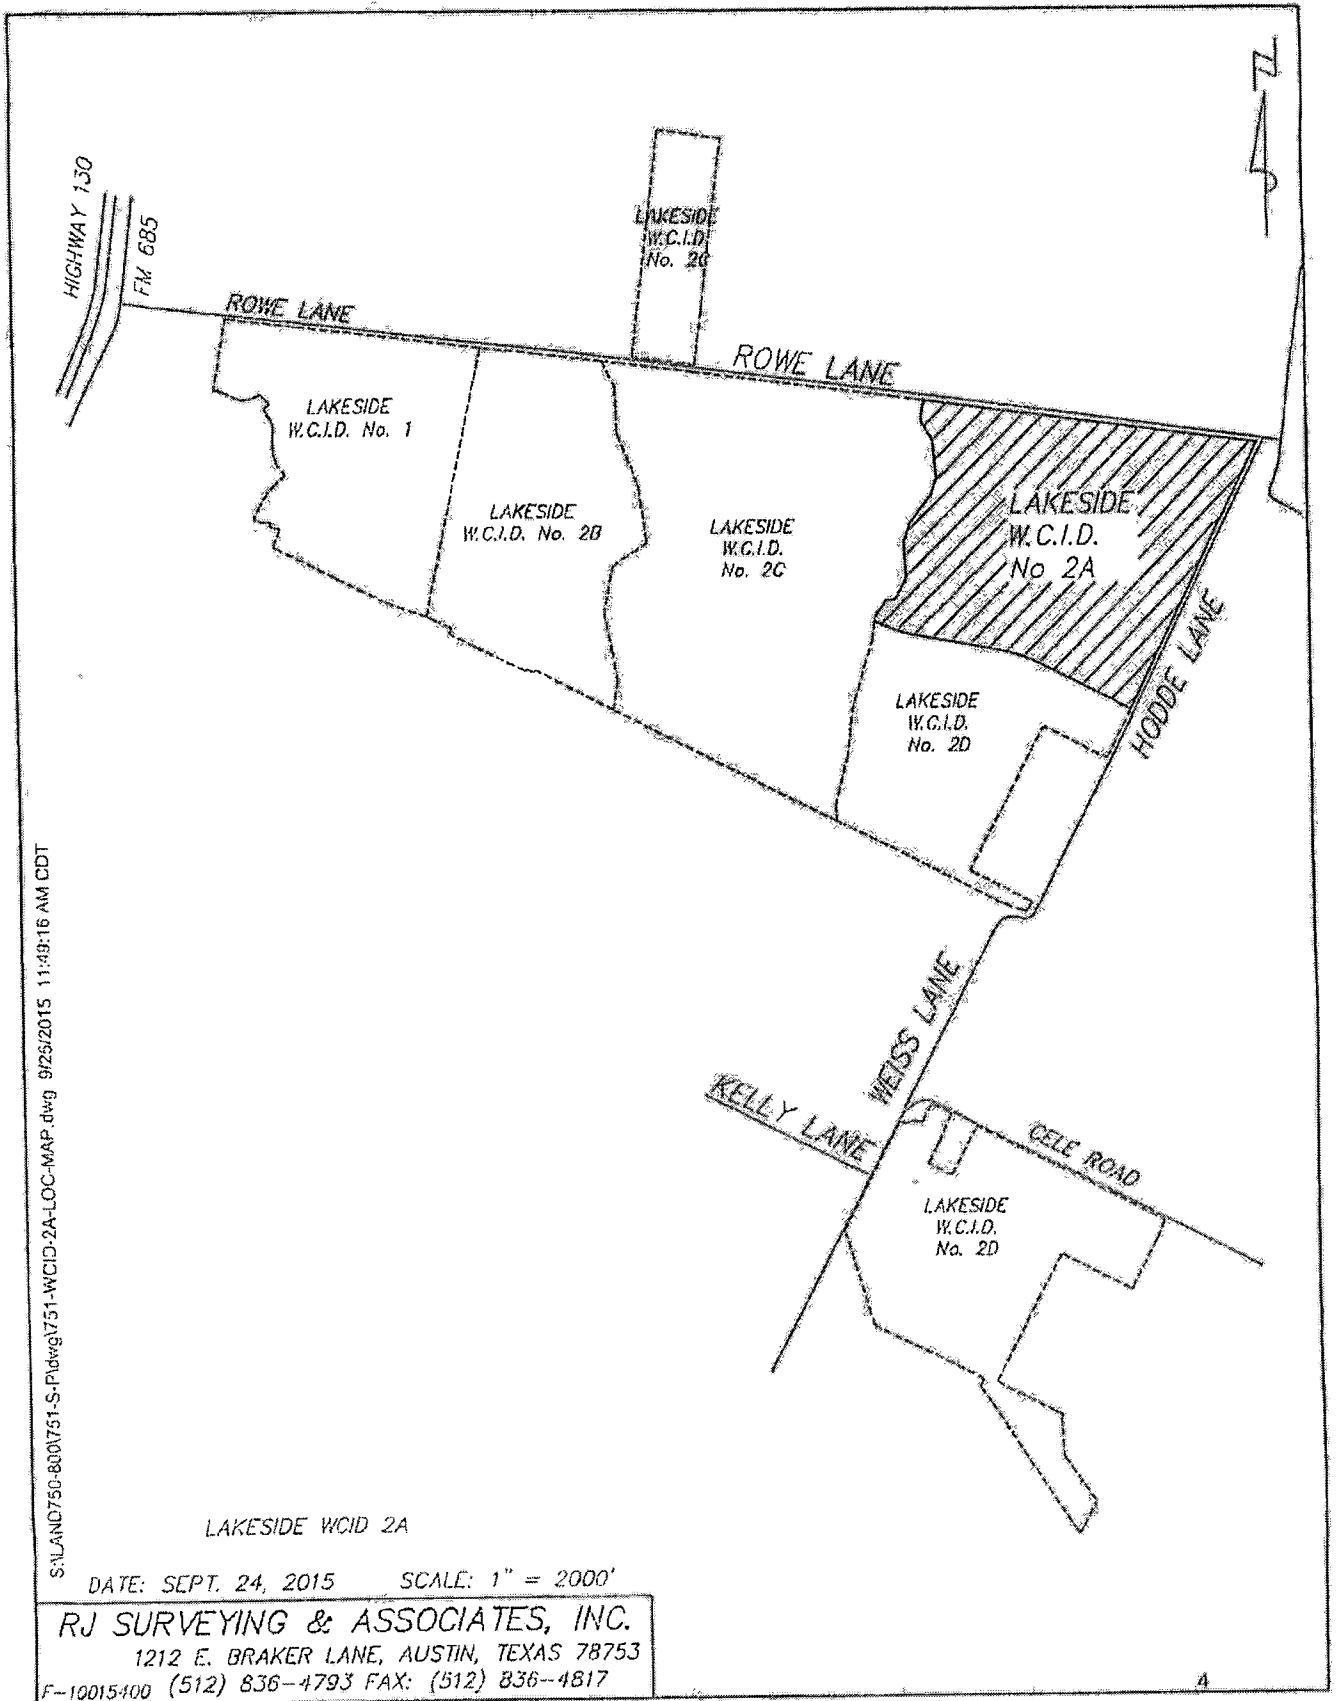 HIGHWAY 130
FM 685
ROWE LANE
LAKESIDE
W.C.I.D.
No. 2C
ROWE LANE
LAKESIDE
W.C.I.D. No. 1
LAKESIDE
W.C.I.D. No. 2B
LAKESIDE
W.C.I.D.
No. 2C
LAKESIDE
W.C.I.D.
No 2A
HODDE LANE
LAKESIDE
W.C.I.D.
No. 2D
WEISS LANE
KELLY LANE
CELE ROAD
LAKESIDE
W.C.I.D.
No. 2D
S:\LAND750-800\751-S-P\dwg\751-WCID-2A-LOC-MAP.dwg 9/25/2015 11:49:16 AM CDT
LAKESIDE WCID 2A
DATE: SEPT. 24, 2015 SCALE: 1" = 2000'
RJ SURVEYING & ASSOCIATES, INC.
1212 E. BRAKER LANE, AUSTIN, TEXAS 78753
F-10015400 (512) 836-4793 FAX: (512) 836-4817
4